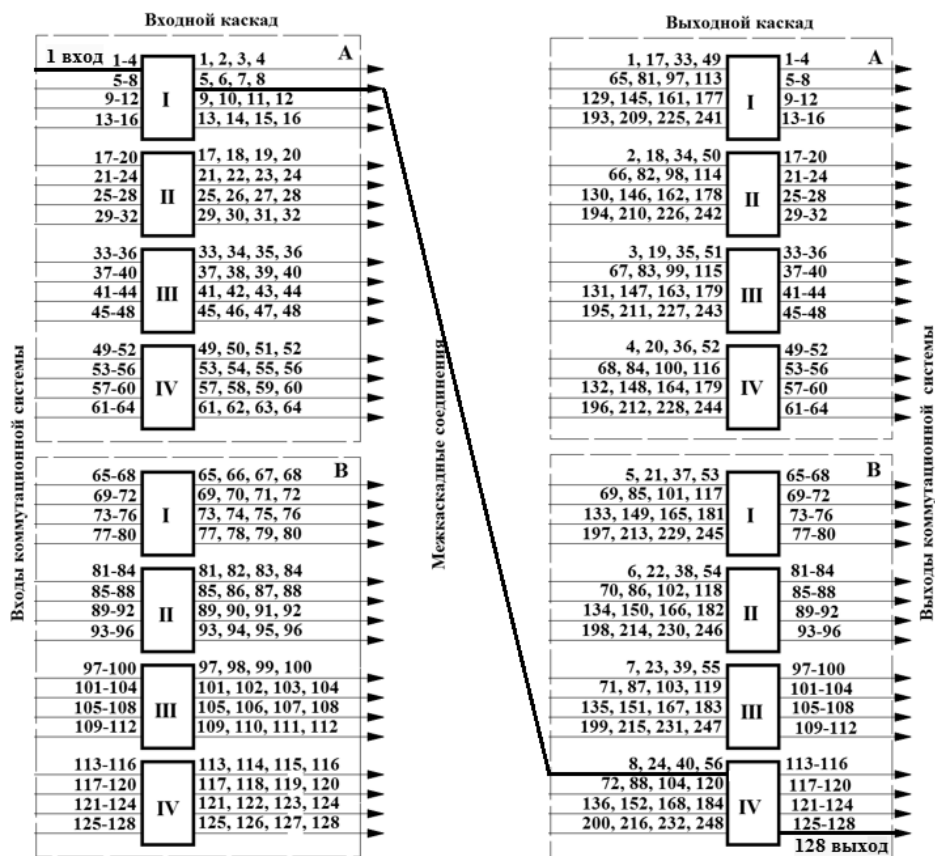 Входной каскад
Выходной каскад
A
1 вход
1-4
1, 2, 3, 4
5-8
5, 6, 7, 8
9-12
9, 10, 11, 12
13-16
13, 14, 15, 16
I
17-20
17, 18, 19, 20
21-24
21, 22, 23, 24
25-28
25, 26, 27, 28
29-32
29, 30, 31, 32
II
33-36
33, 34, 35, 36
37-40
37, 38, 39, 40
41-44
41, 42, 43, 44
45-48
45, 46, 47, 48
III
49-52
49, 50, 51, 52
53-56
53, 54, 55, 56
57-60
57, 58, 59, 60
61-64
61, 62, 63, 64
IV
B
65-68
65, 66, 67, 68
69-72
69, 70, 71, 72
73-76
73, 74, 75, 76
77-80
77, 78, 79, 80
I
81-84
81, 82, 83, 84
85-88
85, 86, 87, 88
89-92
89, 90, 91, 92
93-96
93, 94, 95, 96
II
97-100
97, 98, 99, 100
101-104
101, 102, 103, 104
105-108
105, 106, 107, 108
109-112
109, 110, 111, 112
III
113-116
113, 114, 115, 116
117-120
117, 118, 119, 120
121-124
121, 122, 123, 124
125-128
125, 126, 127, 128
IV
Входы коммутационной системы
Межкаскадные соединения
A
1, 17, 33, 49
1-4
65, 81, 97, 113
5-8
129, 145, 161, 177
9-12
193, 209, 225, 241
13-16
I
2, 18, 34, 50
17-20
66, 82, 98, 114
21-24
130, 146, 162, 178
25-28
194, 210, 226, 242
29-32
II
3, 19, 35, 51
33-36
67, 83, 99, 115
37-40
131, 147, 163, 179
41-44
195, 211, 227, 243
45-48
III
4, 20, 36, 52
49-52
68, 84, 100, 116
53-56
132, 148, 164, 179
57-60
196, 212, 228, 244
61-64
IV
B
5, 21, 37, 53
65-68
69, 85, 101, 117
69-72
133, 149, 165, 181
73-76
197, 213, 229, 245
77-80
I
6, 22, 38, 54
81-84
70, 86, 102, 118
85-88
134, 150, 166, 182
89-92
198, 214, 230, 246
93-96
II
7, 23, 39, 55
97-100
71, 87, 103, 119
101-104
135, 151, 167, 183
105-108
199, 215, 231, 247
109-112
III
8, 24, 40, 56
113-116
72, 88, 104, 120
117-120
136, 152, 168, 184
121-124
200, 216, 232, 248
125-128
IV
128 выход
Выходы коммутационной системы